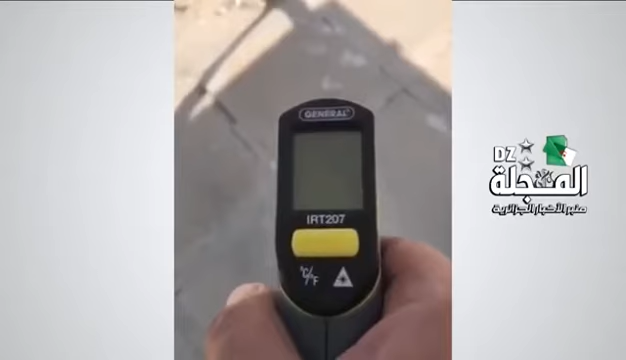 GENERAL
IRT207
°C/°F
DZ
المجلة
منبر الأخبار الجزائرية